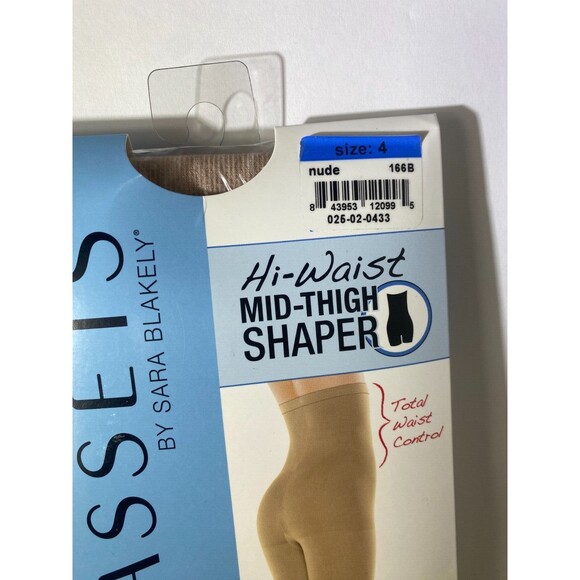 size: 4
nude 166B
8 43953 12099 5
025-02-0433
Hi-Waist
MID-THIGH
SHAPER
Total
Waist
Control
ASSETS
BY SARA BLAKELY®